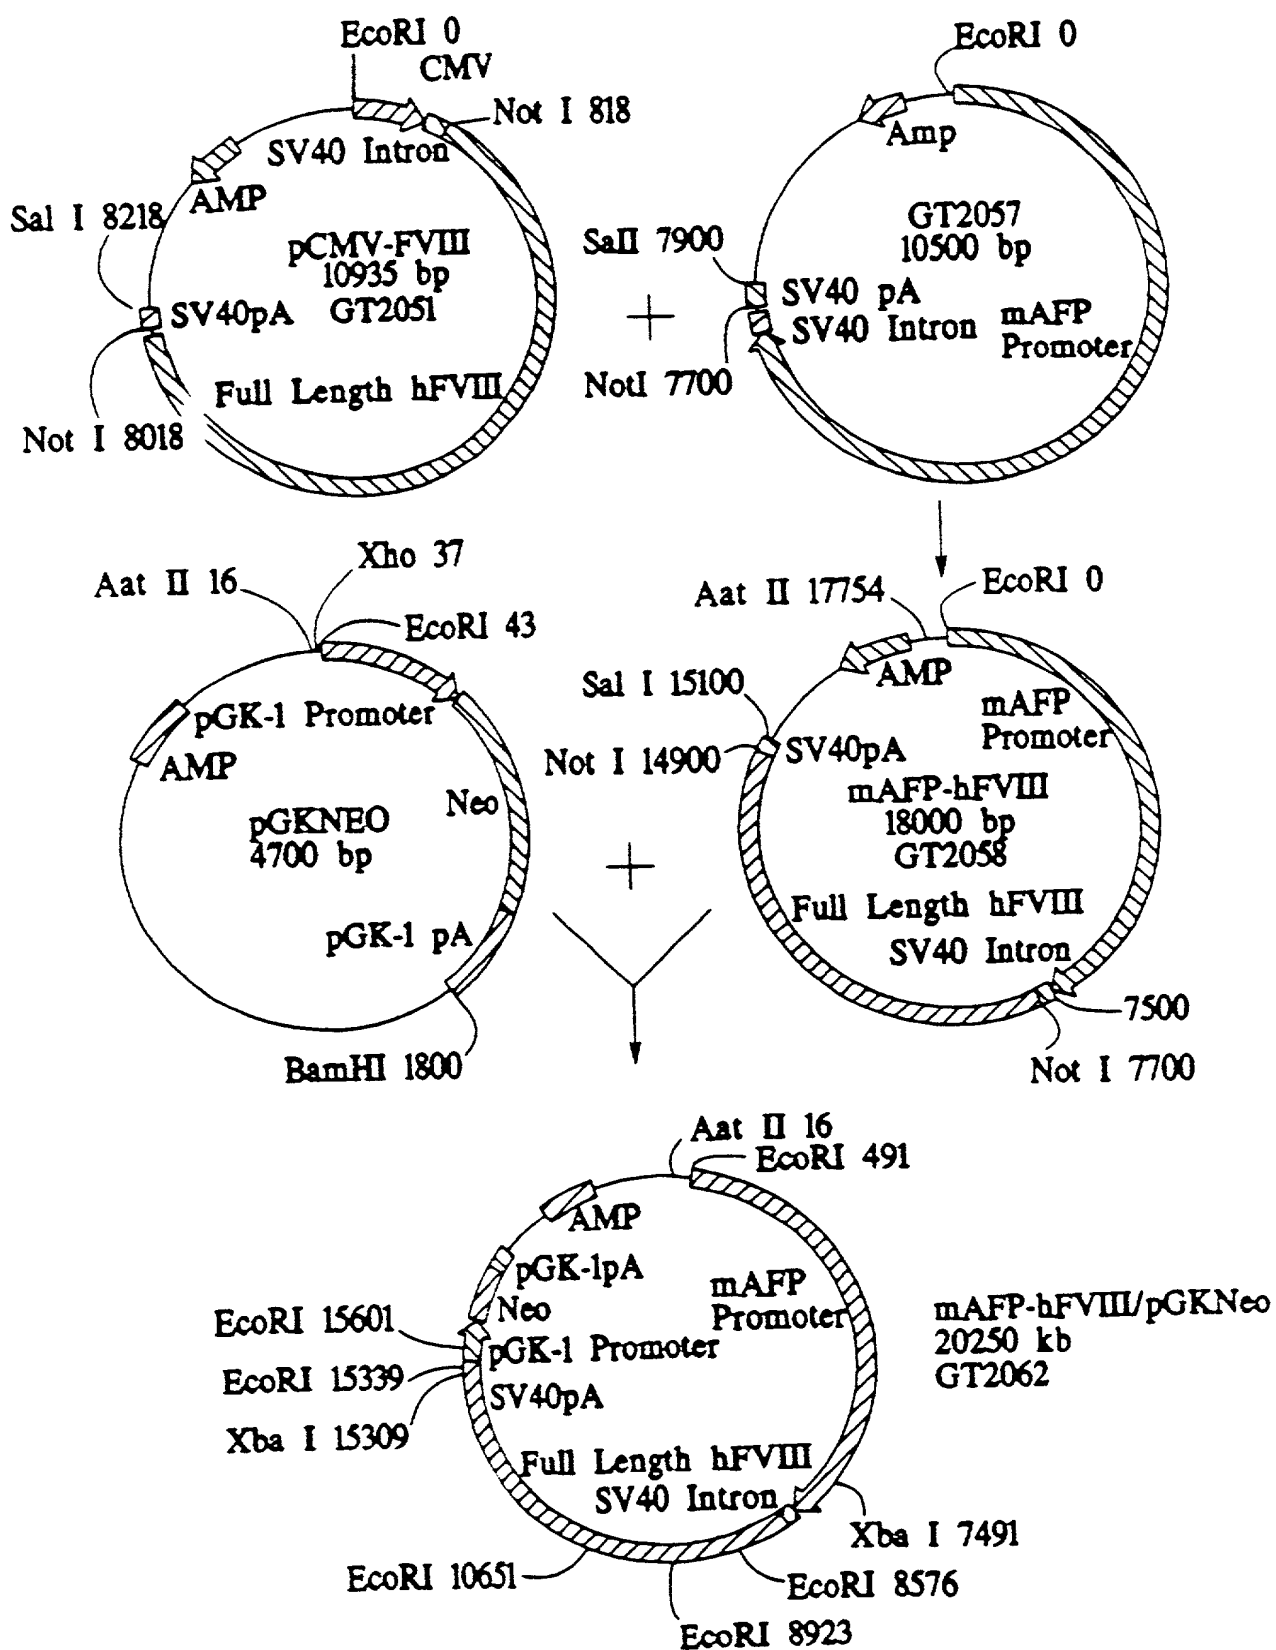 EcoRI 0
CMV
Not I 818
SV40 Intron
AMP
Sal I 8218
pCMV-FVIII
10935 bp
GT2051
SV40pA
Full Length hFVIII
Not I 8018
+
EcoRI 0
Amp
GT2057
10500 bp
SalI 7900
SV40 pA
SV40 Intron
mAFP
Promoter
NotI 7700
Xho 37
Aat II 16
EcoRI 43
pGK-1 Promoter
AMP
Neo
pGKNEO
4700 bp
pGK-1 pA
BamHI 1800
+
EcoRI 0
Aat II 17754
AMP
Sal I 15100
mAFP
Promoter
SV40pA
Not I 14900
mAFP-hFVIII
18000 bp
GT2058
Full Length hFVIII
SV40 Intron
7500
Not I 7700
Aat II 16
EcoRI 491
AMP
pGK-1pA
mAFP
Promoter
Neo
EcoRI 15601
pGK-1 Promoter
EcoRI 15339
SV40pA
Xba I 15309
Full Length hFVIII
SV40 Intron
Xba I 7491
EcoRI 10651
EcoRI 8576
EcoRI 8923
mAFP-hFVIII/pGKNeo
20250 kb
GT2062